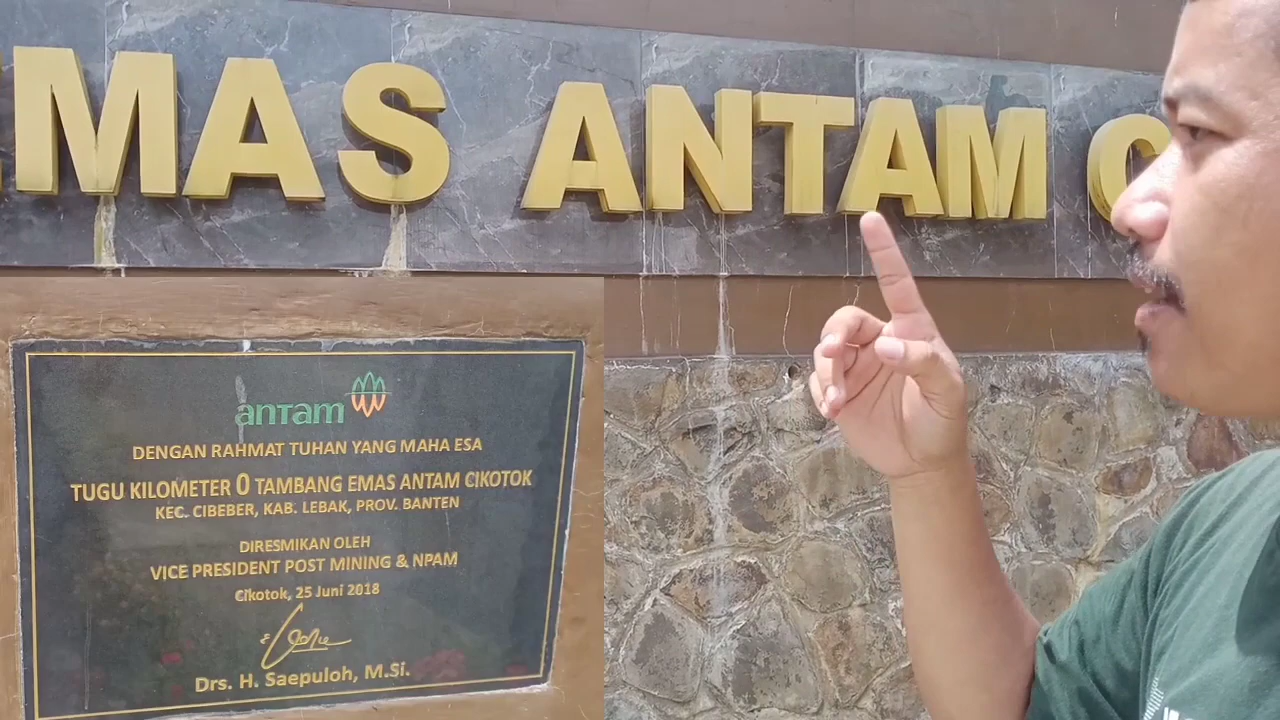 EMAS ANTAM C
antam
DENGAN RAHMAT TUHAN YANG MAHA ESA
TUGU KILOMETER 0 TAMBANG EMAS ANTAM CIKOTOK
KEC. CIBEBER, KAB. LEBAK, PROV. BANTEN
DIRESMIKAN OLEH
VICE PRESIDENT POST MINING & NPAM
Cikotok, 25 Juni 2018
Drs. H. Saepuloh, M.Si.